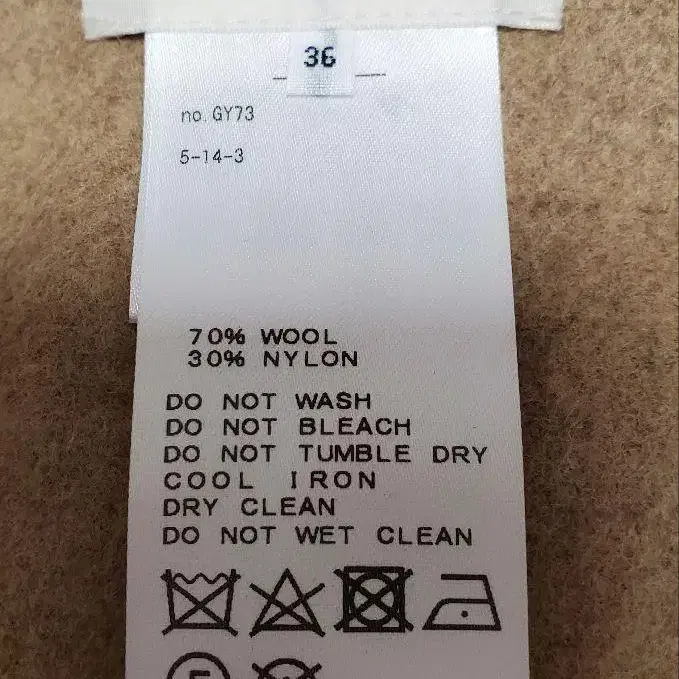 36
no.GY73
5-14-3
70% WOOL
30% NYLON
DO NOT WASH
DO NOT BLEACH
DO NOT TUMBLE DRY
COOL IRON
DRY CLEAN
DO NOT WET CLEAN